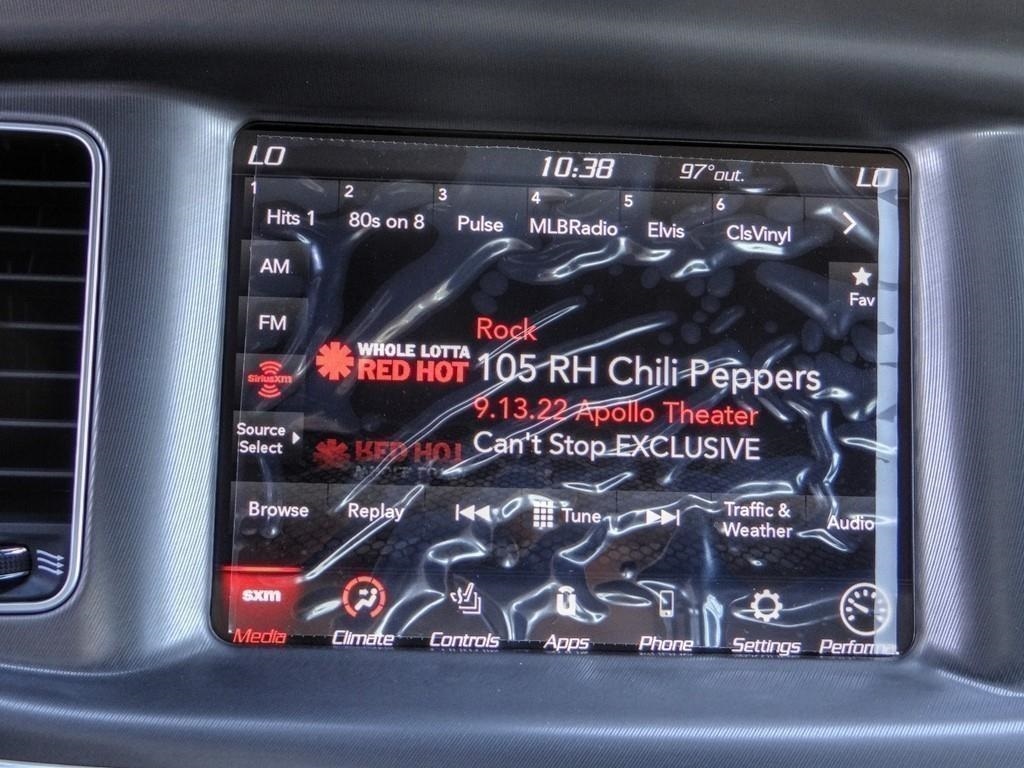 LO 10:38 97°out. LO
1 2 3 4 5 6
Hits 1 80s on 8 Pulse MLBRadio Elvis ClsVinyl
AM
Fav
FM
Rock
WHOLE LOTTA
RED HOT
105 RH Chili Peppers
SiriusXM
9.13.22 Apollo Theater
Source
Select
Can't Stop EXCLUSIVE
RED HOT
Browse Replay Tune Traffic &
Weather Audio
sxm
Media Climate Controls Apps Phone Settings Performa